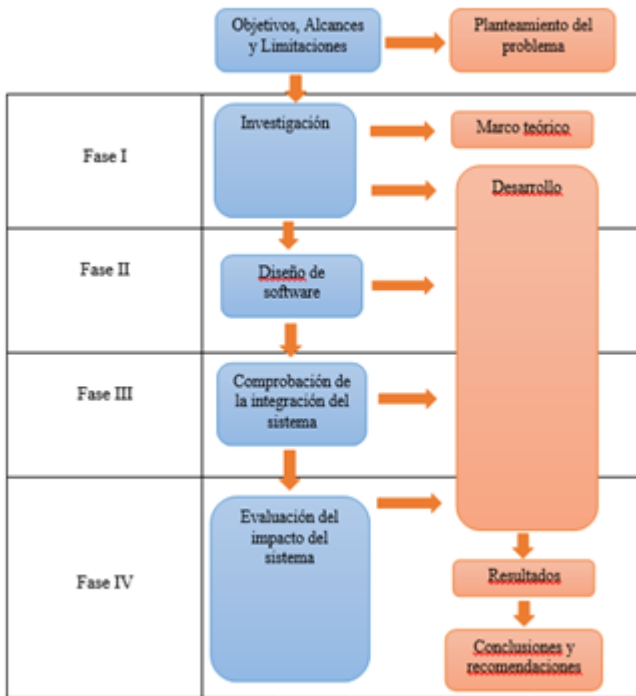 Objetivos, Alcances
y Limitaciones
Planteamiento del
problema
Fase I
Investigación
Marco teórico
Desarrollo
Fase II
Diseño de
software
Fase III
Comprobación de
la integración del
sistema
Fase IV
Evaluación del
impacto del
sistema
Resultados
Conclusiones y
recomendaciones